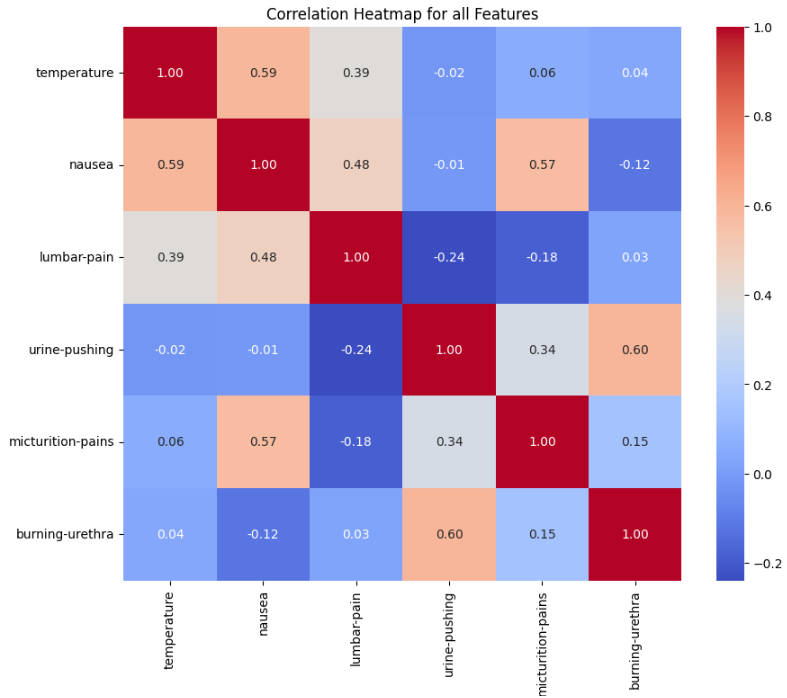 Correlation Heatmap for all Features
temperature 1.00 0.59 0.39 -0.02 0.06 0.04
nausea 0.59 1.00 0.48 -0.01 0.57 -0.12
lumbar-pain 0.39 0.48 1.00 -0.24 -0.18 0.03
urine-pushing -0.02 -0.01 -0.24 1.00 0.34 0.60
micturition-pains 0.06 0.57 -0.18 0.34 1.00 0.15
burning-urethra 0.04 -0.12 0.03 0.60 0.15 1.00
temperature
nausea
lumbar-pain
urine-pushing
micturition-pains
burning-urethra
1.0
0.8
0.6
0.4
0.2
0.0
−0.2